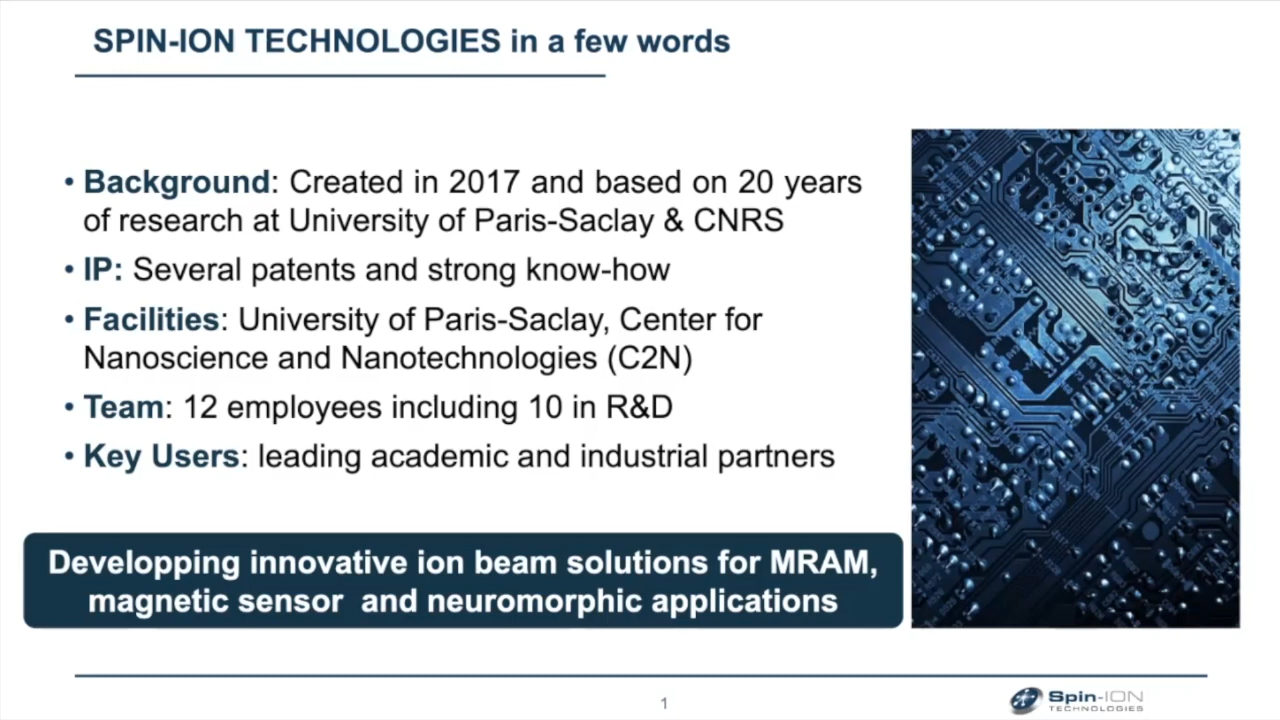 SPIN-ION TECHNOLOGIES in a few words
• Background: Created in 2017 and based on 20 years
of research at University of Paris-Saclay & CNRS
• IP: Several patents and strong know-how
• Facilities: University of Paris-Saclay, Center for
Nanoscience and Nanotechnologies (C2N)
• Team: 12 employees including 10 in R&D
• Key Users: leading academic and industrial partners
Developping innovative ion beam solutions for MRAM,
magnetic sensor and neuromorphic applications
1
Spin-ION
TECHNOLOGIES